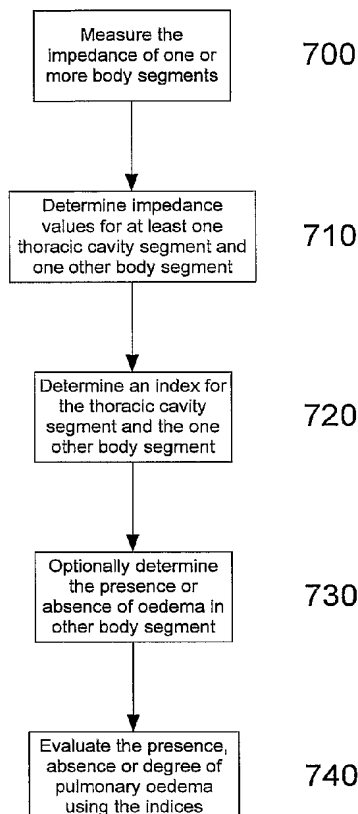 Measure the
impedance of one or
more body segments
700
Determine impedance
values for at least one
thoracic cavity segment and
one other body segment
710
Determine an index for
the thoracic cavity
segment and the one
other body segment
720
Optionally determine
the presence or
absence of oedema in
other body segment
730
Evaluate the presence,
absence or degree of
pulmonary oedema
using the indices
740